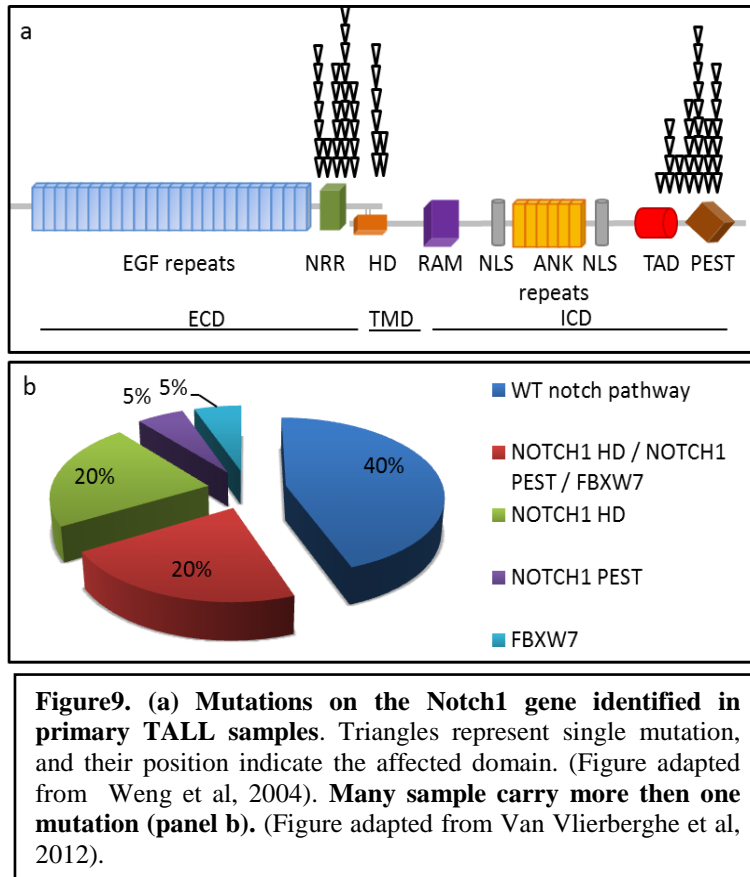 a
EGF repeats NRR HD RAM NLS ANK NLS TAD PEST
repeats
ECD TMD ICD
b
5% 5%
20% 40%
20%
WT notch pathway
NOTCH1 HD / NOTCH1
PEST / FBXW7
NOTCH1 HD
NOTCH1 PEST
FBXW7
Figure9. (a) Mutations on the Notch1 gene identified in
primary TALL samples. Triangles represent single mutation,
and their position indicate the affected domain. (Figure adapted
from Weng et al, 2004). Many sample carry more then one
mutation (panel b). (Figure adapted from Van Vlierberghe et al,
2012).